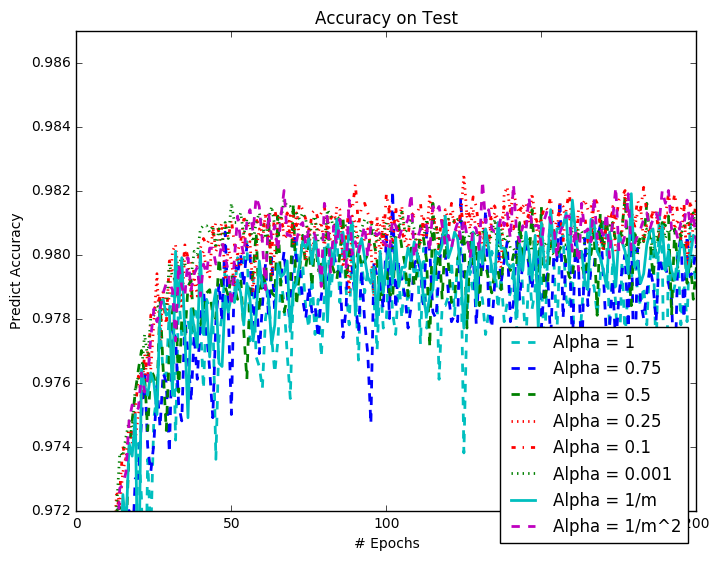 Accuracy on Test
0.986
0.984
0.982
0.980
0.978
0.976
0.974
0.972
Predict Accuracy
0
50
100
200
# Epochs
Alpha = 1
Alpha = 0.75
Alpha = 0.5
Alpha = 0.25
Alpha = 0.1
Alpha = 0.001
Alpha = 1/m
Alpha = 1/m^2